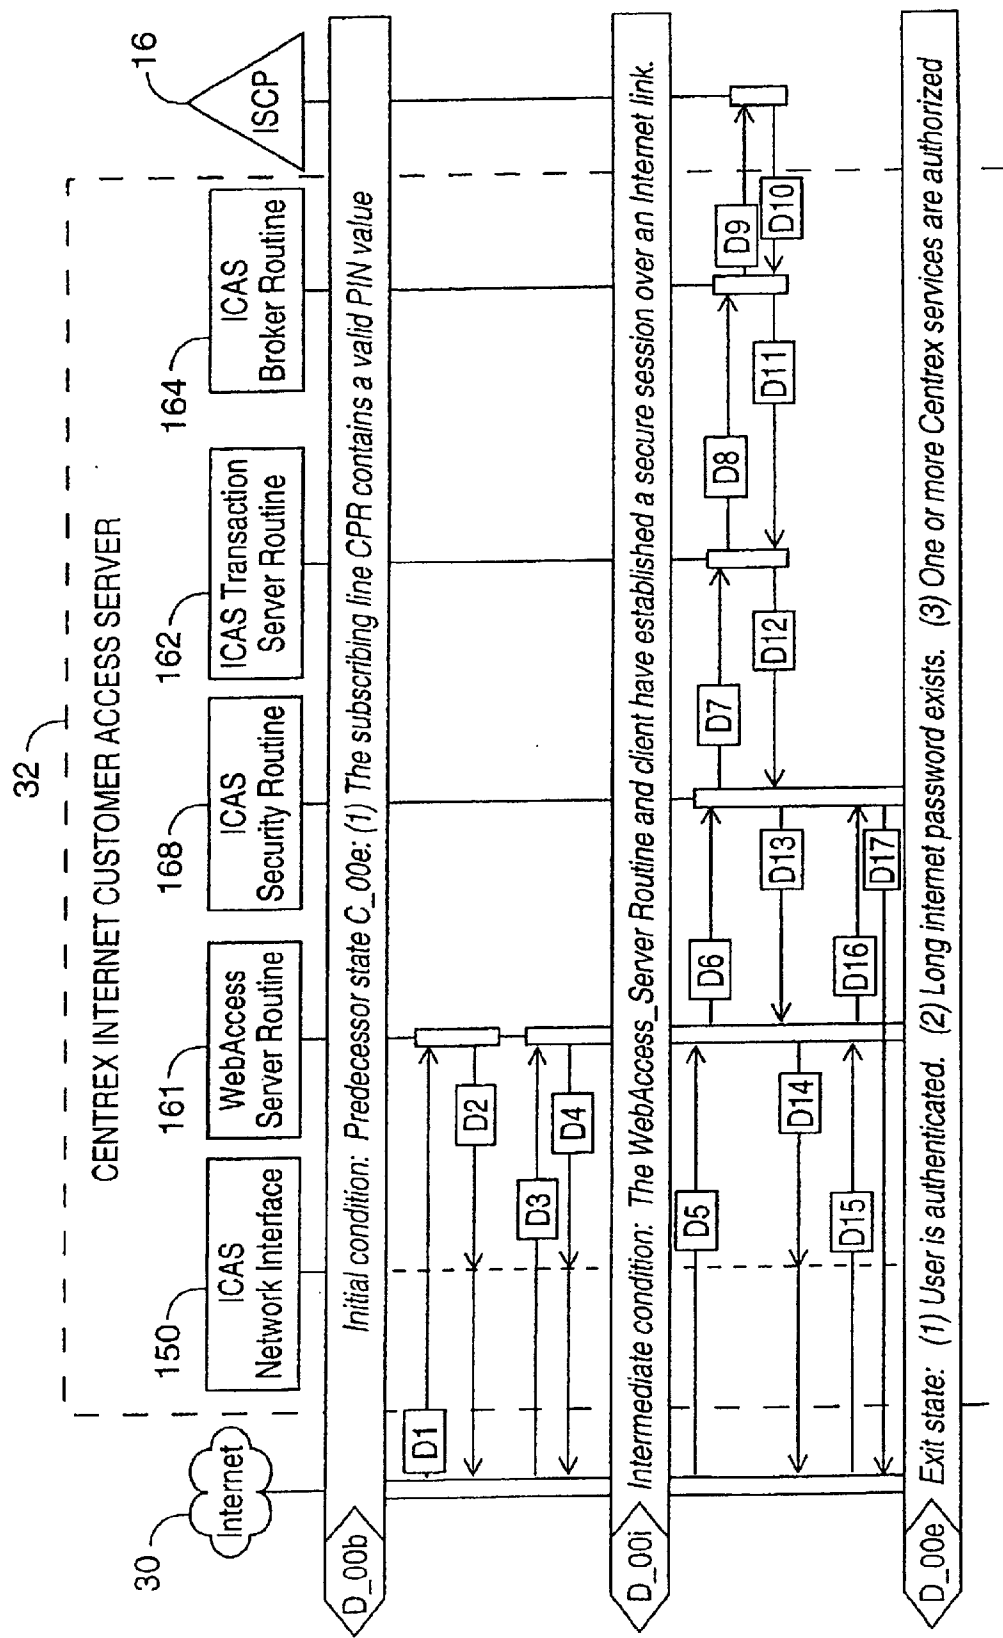 32
CENTREX INTERNET CUSTOMER ACCESS SERVER
30
Internet
150
ICAS
Network Interface
161
WebAccess
Server Routine
168
ICAS
Security Routine
162
ICAS Transaction
Server Routine
164
ICAS
Broker Routine
16
ISCP
D_00b
Initial condition: Predecessor state C_00e: (1) The subscribing line CPR contains a valid PIN value
D1
D2
D3
D4
D_00i
Intermediate condition: The WebAccess_Server Routine and client have established a secure session over an Internet link.
D5
D6
D7
D8
D9
D10
D11
D12
D13
D14
D15
D16
D17
D_00e
Exit state: (1) User is authenticated. (2) Long internet password exists. (3) One or more Centrex services are authorized